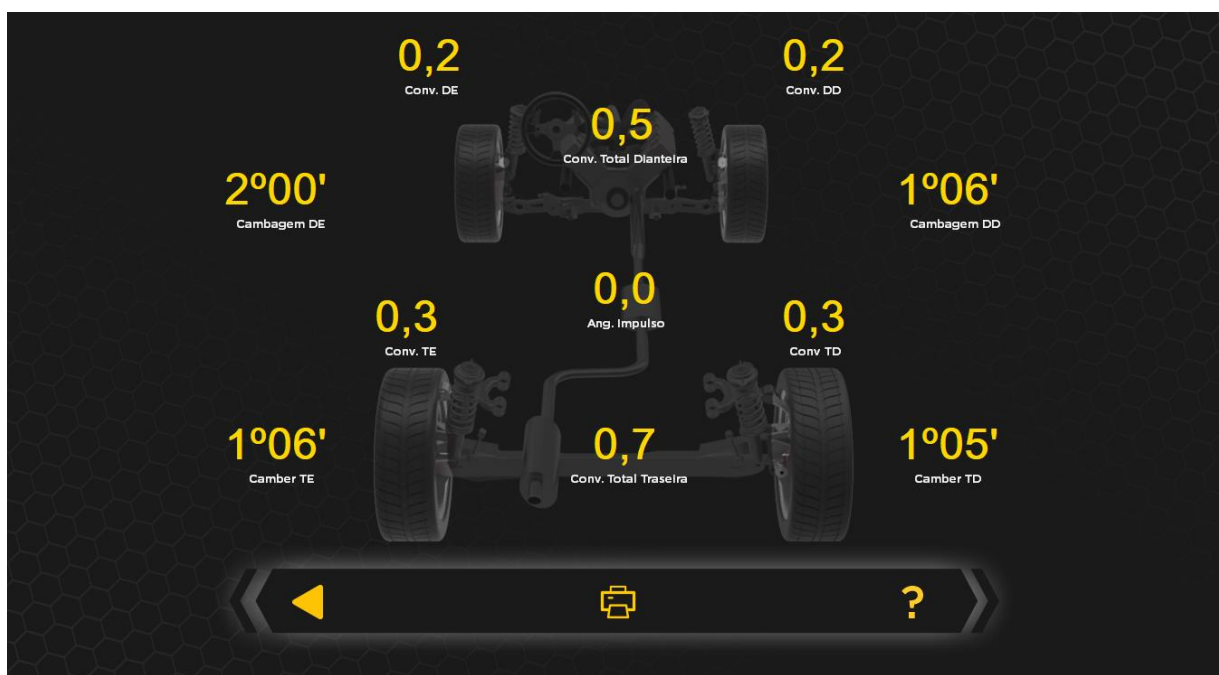 0,2
Conv. DE
0,2
Conv. DD
0,5
Conv. Total Dianteira
2º00'
Cambagem DE
1º06'
Cambagem DD
0,0
Ang. Impulso
0,3
Conv. TE
0,3
Conv TD
1º06'
Camber TE
0,7
Conv. Total Traseira
1º05'
Camber TD
?